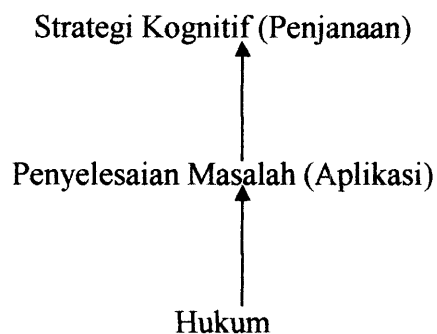 Strategi Kognitif (Penjanaan)
Penyelesaian Masalah (Aplikasi)
Hukum